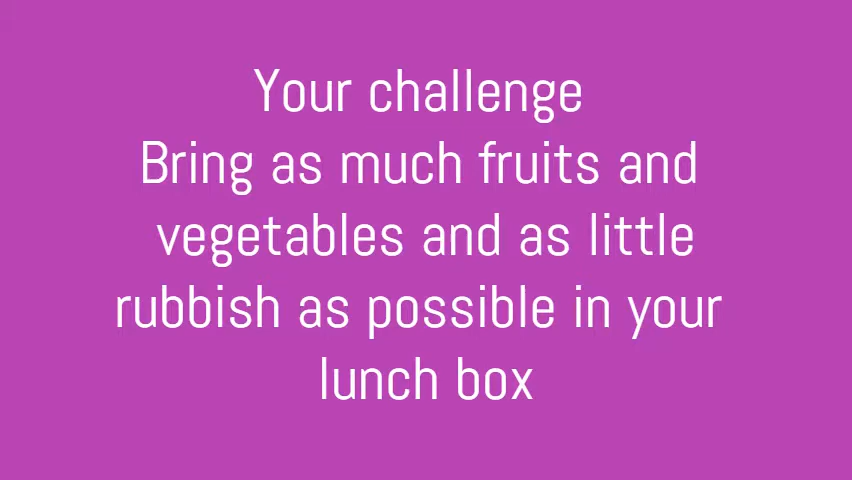 Your challenge
Bring as much fruits and
vegetables and as little
rubbish as possible in your
lunch box